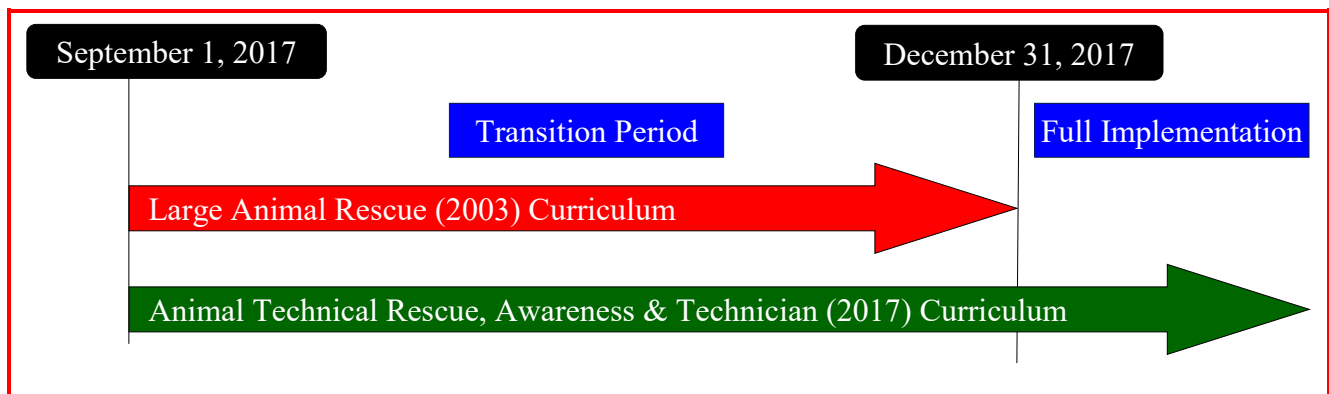 September 1, 2017
December 31, 2017
Transition Period
Full Implementation
Large Animal Rescue (2003) Curriculum
Animal Technical Rescue, Awareness & Technician (2017) Curriculum